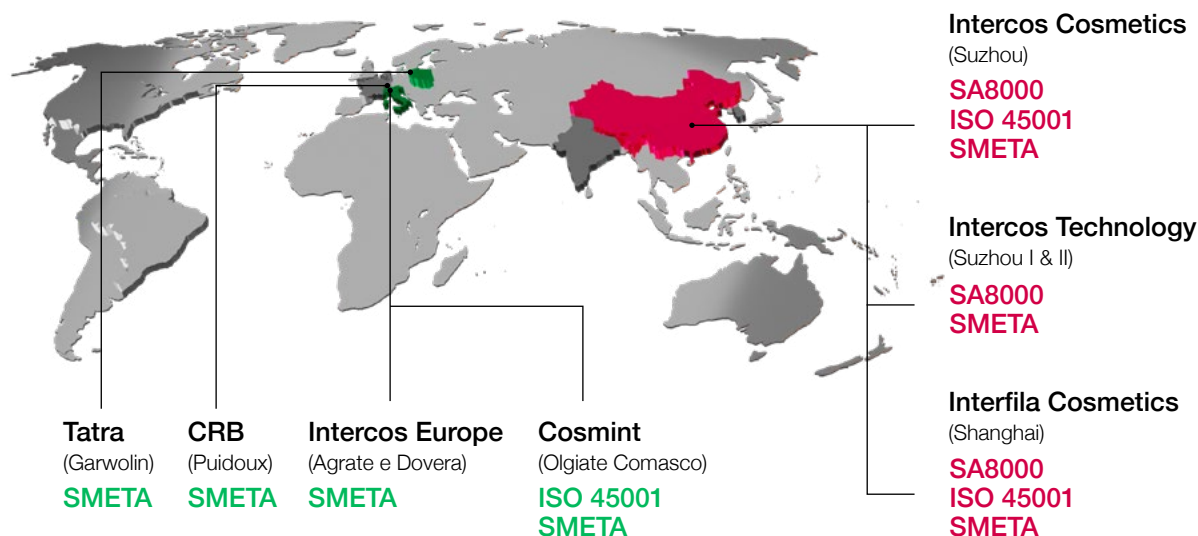 Intercos Cosmetics
(Suzhou)
SA8000
ISO 45001
SMETA
Intercos Technology
(Suzhou I & II)
SA8000
SMETA
Interfila Cosmetics
(Shanghai)
SA8000
ISO 45001
SMETA
Tatra
(Garwolin)
SMETA
CRB
(Puidoux)
SMETA
Intercos Europe
(Agrate e Dovera)
SMETA
Cosmint
(Olgiate Comasco)
ISO 45001
SMETA